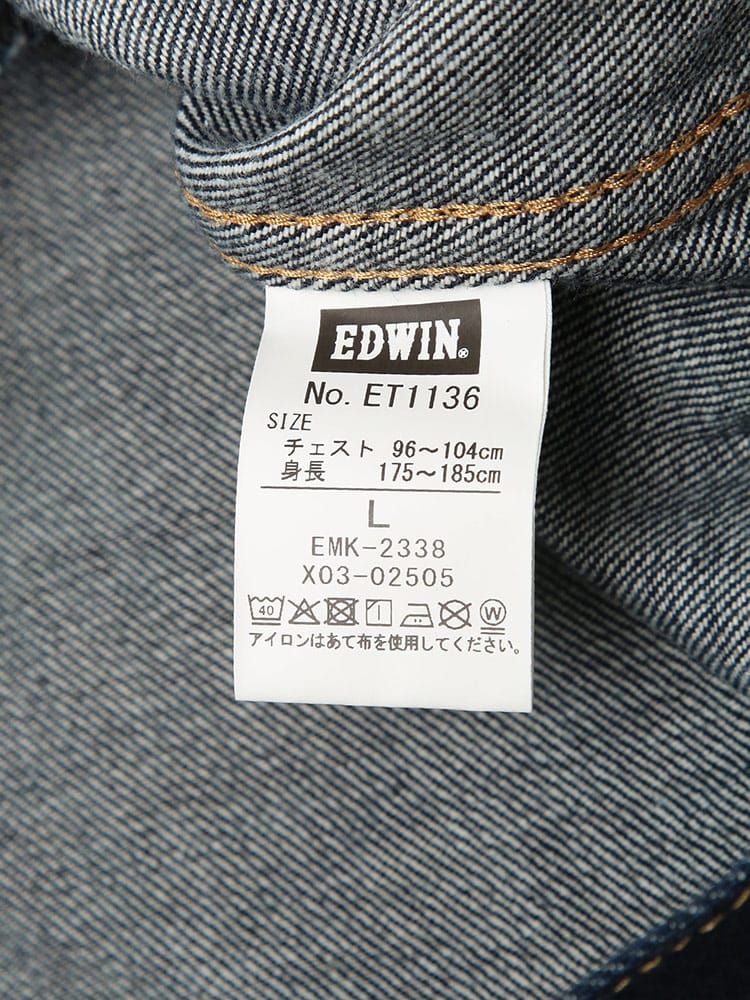 EDWIN®
No. ET1136
SIZE
チェスト 96～104cm
身長 175～185cm
L
EMK-2338
X03-02505
40 W
アイロンはあて布を使用してください。